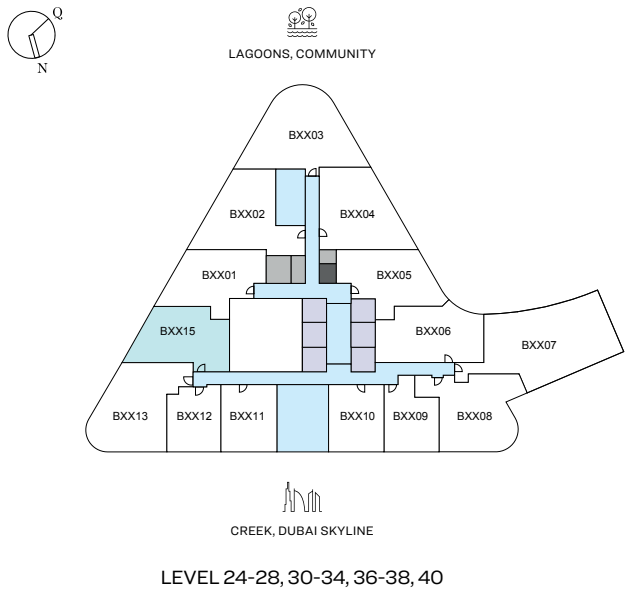 Q
N
LAGOONS, COMMUNITY
BXX03
BXX02 BXX04
BXX01 BXX05
BXX15 BXX06 BXX07
BXX13 BXX12 BXX11 BXX10 BXX09 BXX08
CREEK, DUBAI SKYLINE
LEVEL 24-28, 30-34, 36-38, 40